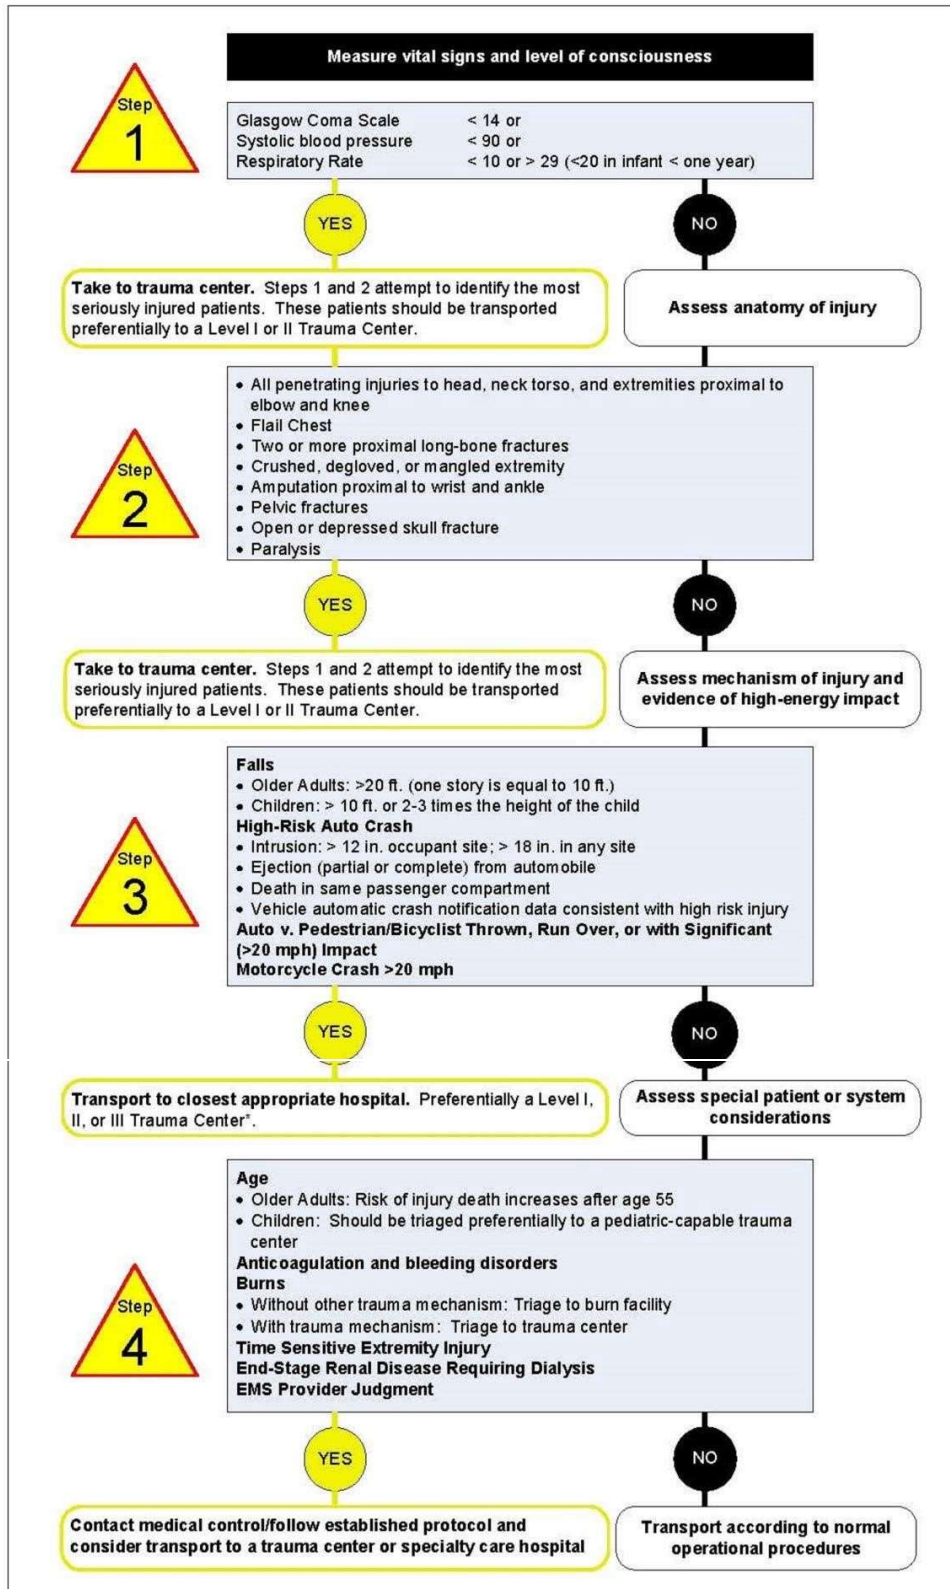 Measure vital signs and level of consciousness
Step
1
Glasgow Coma Scale < 14 or
Systolic blood pressure < 90 or
Respiratory Rate < 10 or > 29 (<20 in infant < one year)
YES
NO
Take to trauma center. Steps 1 and 2 attempt to identify the most
seriously injured patients. These patients should be transported
preferentially to a Level I or II Trauma Center.
Assess anatomy of injury
Step
2
• All penetrating injuries to head, neck torso, and extremities proximal to
elbow and knee
• Flail Chest
• Two or more proximal long-bone fractures
• Crushed, degloved, or mangled extremity
• Amputation proximal to wrist and ankle
• Pelvic fractures
• Open or depressed skull fracture
• Paralysis
YES
NO
Take to trauma center. Steps 1 and 2 attempt to identify the most
seriously injured patients. These patients should be transported
preferentially to a Level I or II Trauma Center.
Assess mechanism of injury and
evidence of high-energy impact
Step
3
Falls
• Older Adults: >20 ft. (one story is equal to 10 ft.)
• Children: > 10 ft. or 2-3 times the height of the child
High-Risk Auto Crash
• Intrusion: > 12 in. occupant site; > 18 in. in any site
• Ejection (partial or complete) from automobile
• Death in same passenger compartment
• Vehicle automatic crash notification data consistent with high risk injury
Auto v. Pedestrian/Bicyclist Thrown, Run Over, or with Significant
(>20 mph) Impact
Motorcycle Crash >20 mph
YES
NO
Transport to closest appropriate hospital. Preferentially a Level I,
II, or III Trauma Center*.
Assess special patient or system
considerations
Step
4
Age
• Older Adults: Risk of injury death increases after age 55
• Children: Should be triaged preferentially to a pediatric-capable trauma
center
Anticoagulation and bleeding disorders
Burns
• Without other trauma mechanism: Triage to burn facility
• With trauma mechanism: Triage to trauma center
Time Sensitive Extremity Injury
End-Stage Renal Disease Requiring Dialysis
EMS Provider Judgment
YES
NO
Contact medical control/follow established protocol and
consider transport to a trauma center or specialty care hospital
Transport according to normal
operational procedures